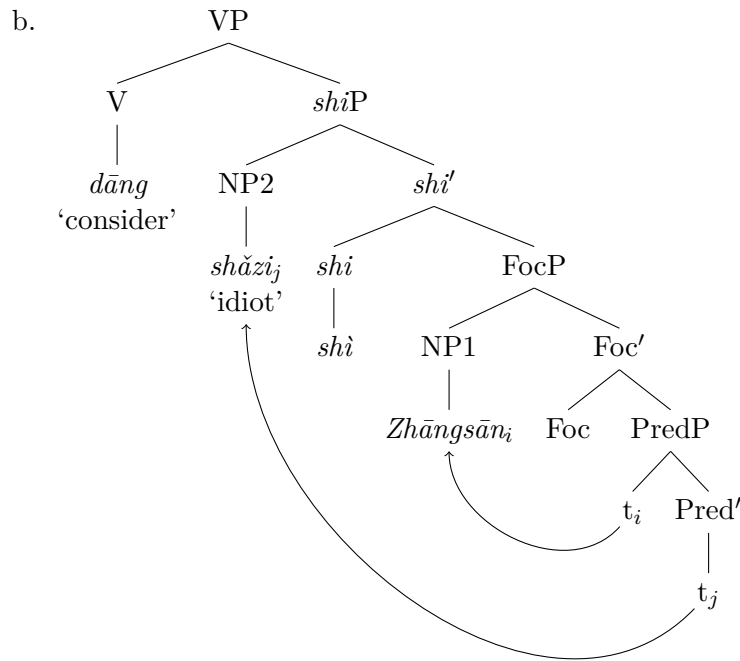 b.
VP
V shiP
dāng NP2 shi′
‘consider’
shǎzij shi FocP
‘idiot’
shì NP1 Foc′
Zhāngsāni Foc PredP
ti Pred′
tj